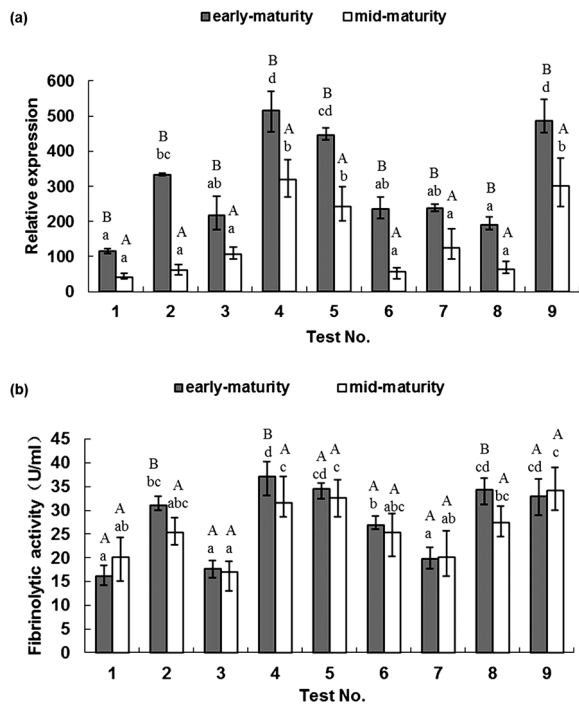 (a)
early-maturity mid-maturity
Relative expression
600
500
400
300
200
100
0
B a A a
B bc A a
B ab A a
B d A b
B cd A b
B ab A a
B ab A a
B a A a
B d A b
1 2 3 4 5 6 7 8 9
Test No.
(b)
early-maturity mid-maturity
Fibrinolytic activity (U/ml)
45
40
35
30
25
20
15
10
5
0
A a A ab
B bc A abc
A a A a
B d A c
A cd A c
A b A abc
A a A ab
B cd A bc
A cd A c
1 2 3 4 5 6 7 8 9
Test No.